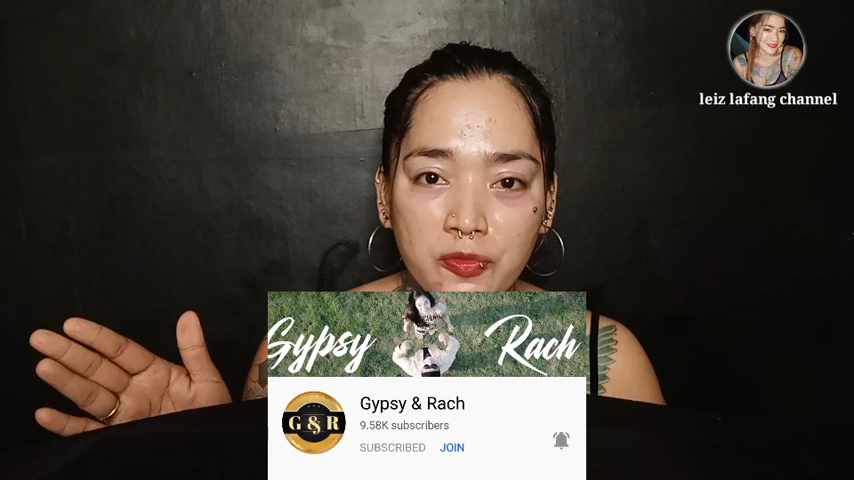 leiz lafang channel
Gypsy Rach
G & R
Gypsy & Rach
9.58K subscribers
SUBSCRIBED JOIN